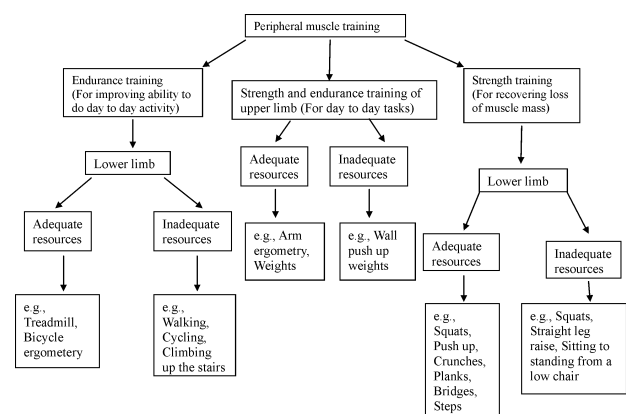 Peripheral muscle training
Endurance training
(For improving ability to
do day to day activity)
Strength and endurance training of
upper limb (For day to day tasks)
Strength training
(For recovering loss
of muscle mass)
Lower limb
Adequate
resources
Inadequate
resources
Lower limb
Adequate
resources
Inadequate
resources
e.g., Arm
ergometry,
Weights
e.g., Wall
push up
weights
Adequate
resources
Inadequate
resources
e.g.,
Treadmill,
Bicycle
ergometery
e.g.,
Walking,
Cycling,
Climbing
up the stairs
e.g.,
Squats,
Push up,
Crunches,
Planks,
Bridges,
Steps
e.g., Squats,
Straight leg
raise, Sitting to
standing from a
low chair